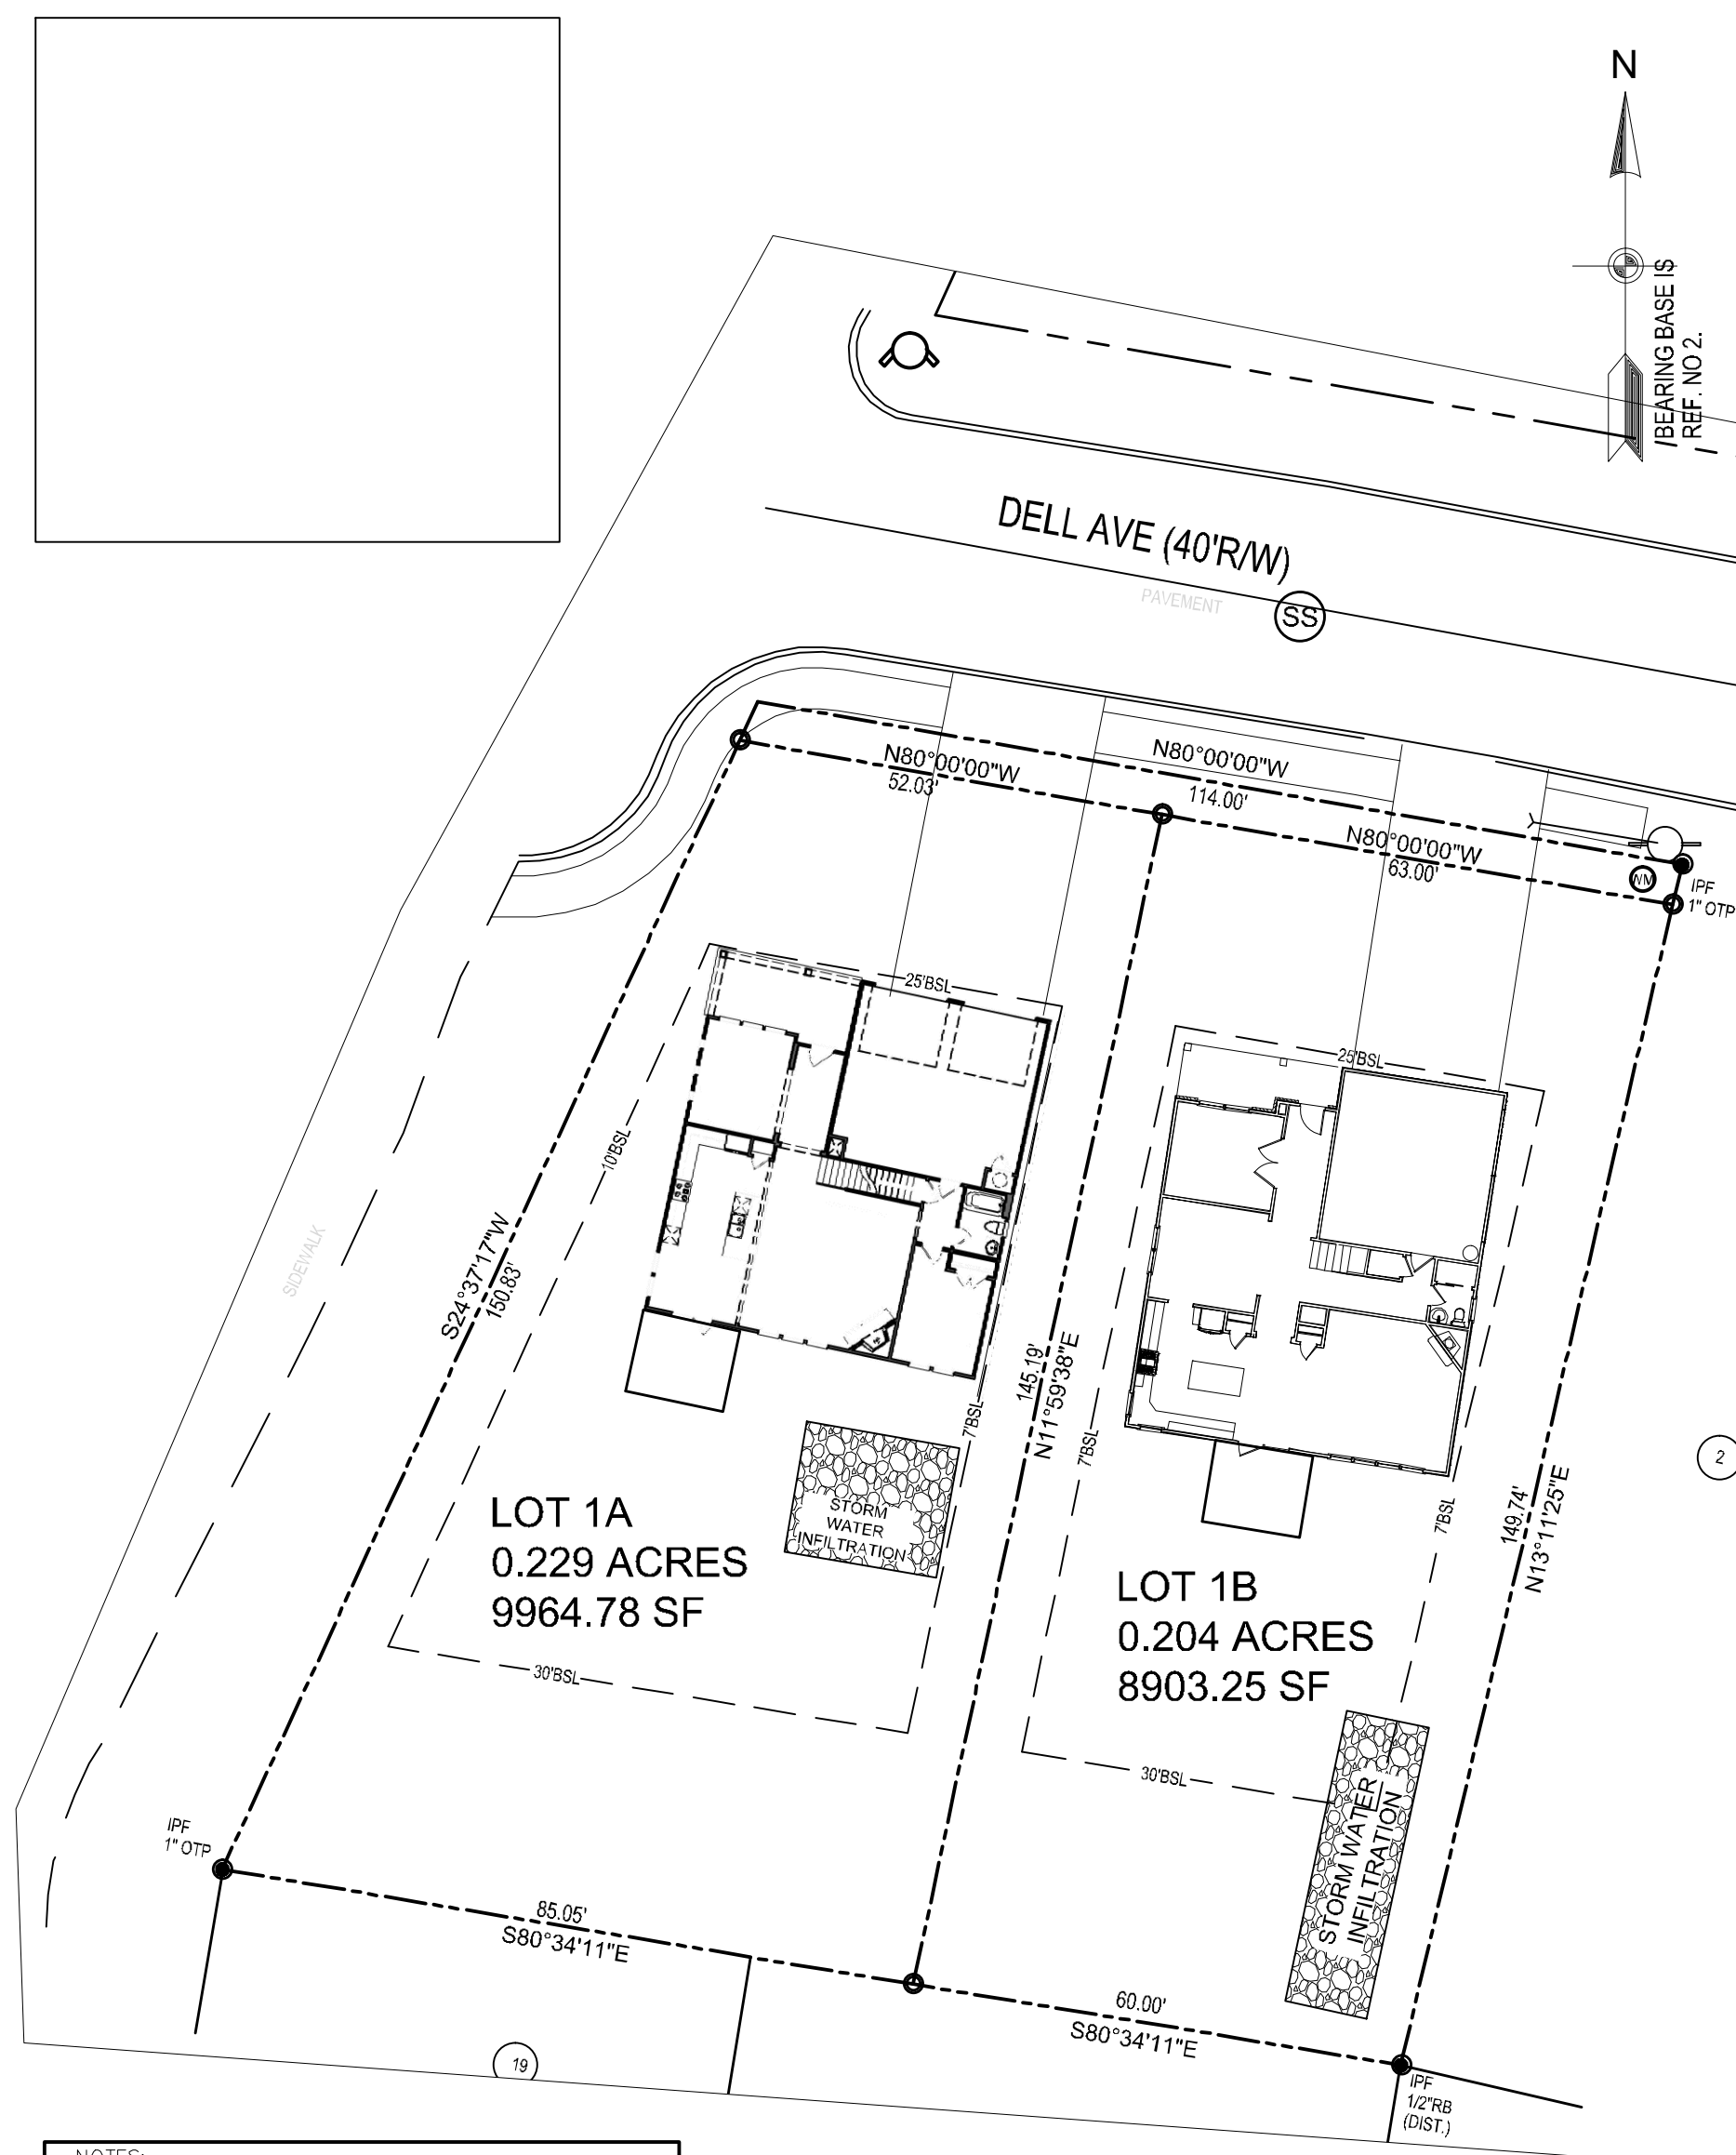 N
BEARING BASE IS
REF. NO 2.
DELL AVE (40'R/W)
PAVEMENT
SS
N80°00'00"W
52.03'
N80°00'00"W
114.00'
N80°00'00"W
63.00'
WM
IPF
1" OTP
25'BSL
25'BSL
10'BSL
SIDEWALK
S24°37'17"W
150.83'
145.19'
N11°59'38"E
7'BSL
7'BSL
7'BSL
149.74'
N13°11'25"E
2
STORM
WATER
INFILTRATION
LOT 1A
0.229 ACRES
9964.78 SF
LOT 1B
0.204 ACRES
8903.25 SF
30'BSL
30'BSL
STORM WATER
INFILTRATION
IPF
1" OTP
85.05'
S80°34'11"E
60.00'
S80°34'11"E
19
IPF
1/2"RB
(DIST.)
NOTES: